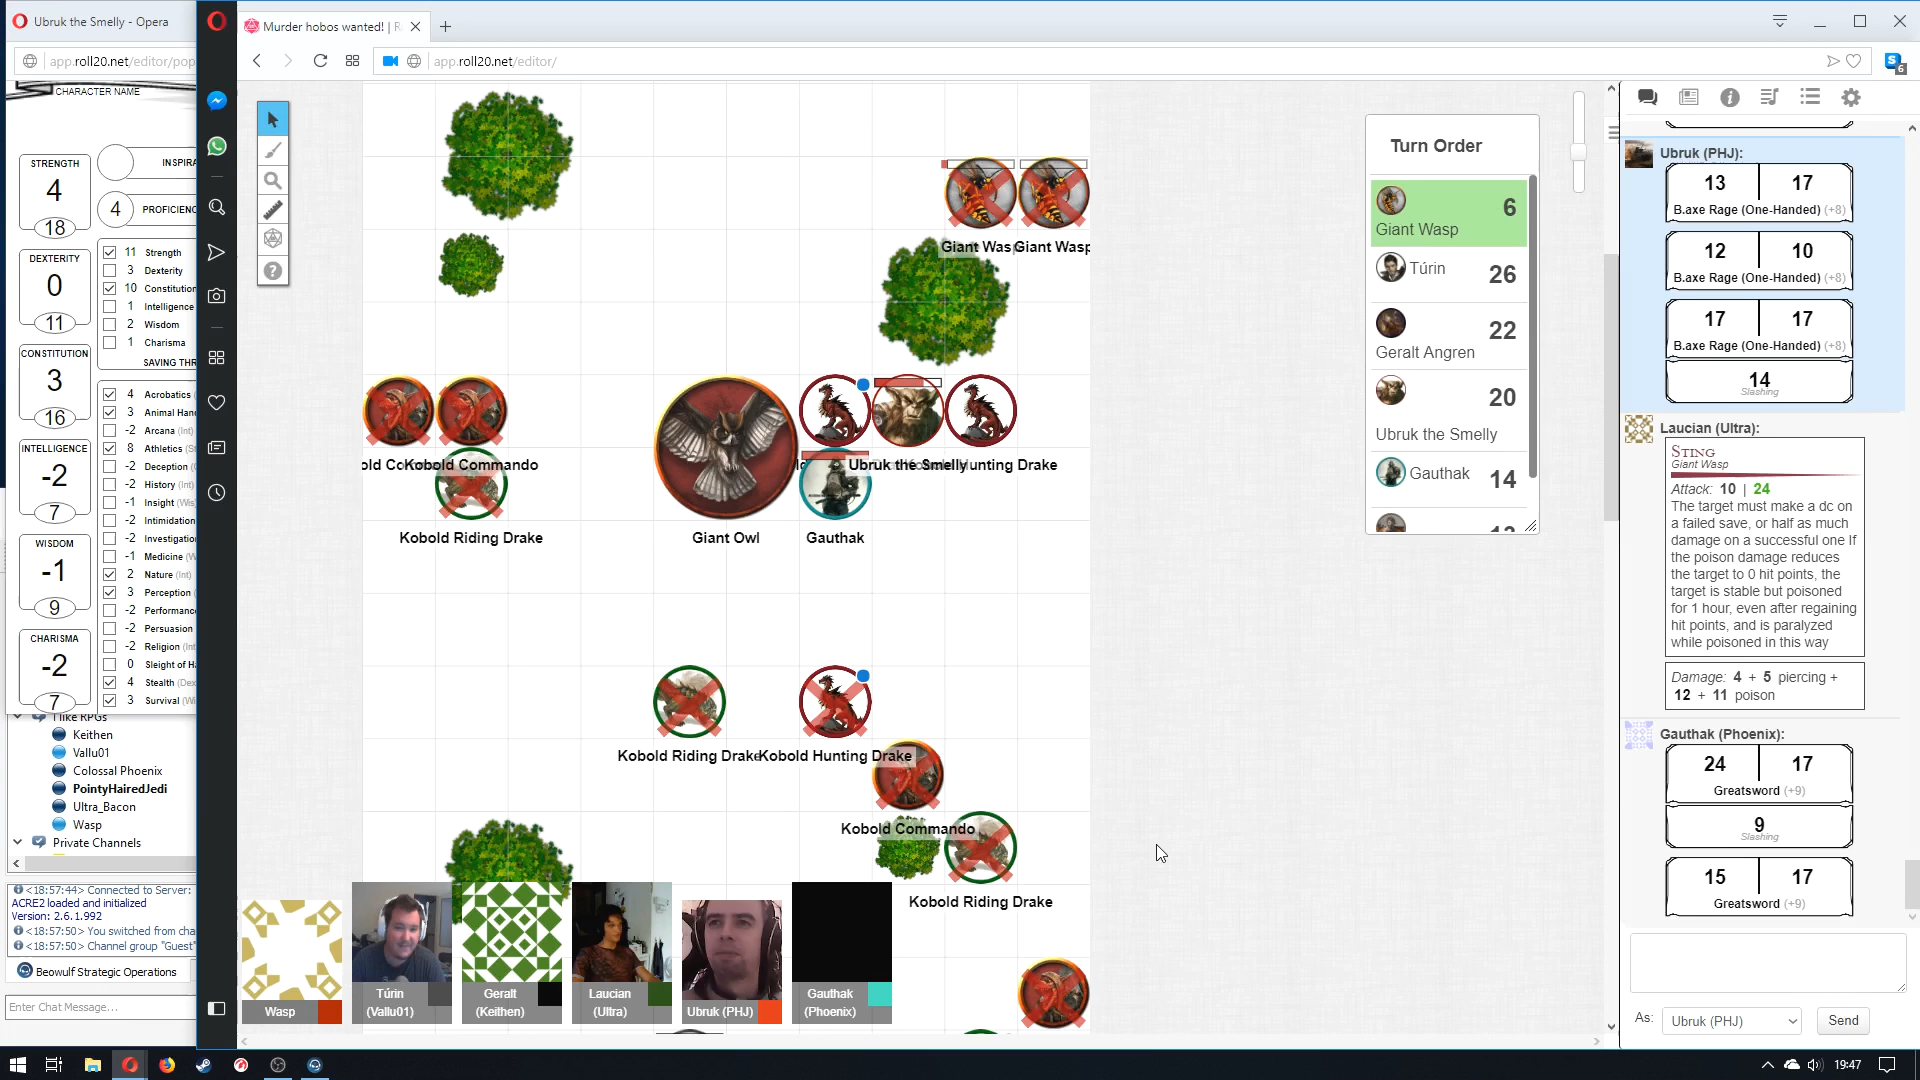 Ubruk the Smelly - Opera
app.roll20.net/editor/pop
CHARACTER NAME
STRENGTH
4
18
INSPIRA
4
PROFICIENC
DEXTERITY
0
11
CONSTITUTION
3
16
INTELLIGENCE
-2
7
WISDOM
-1
9
CHARISMA
-2
7
11 Strength
3 Dexterity
10 Constitution
1 Intelligence
2 Wisdom
1 Charisma
SAVING THR
4 Acrobatics
3 Animal Han
-2 Arcana (Int)
8 Athletics
-2 Deception
-2 History (Int)
-1 Insight
-2 Intimidation
-2 Investigation
-1 Medicine
2 Nature (Int)
3 Perception
-2 Performance
-2 Persuasion
-2 Religion
0 Sleight of H
4 Stealth (Dex
3 Survival
I like RPGs
Keithen
Vallu01
Colossal Phoenix
PointyHairedJedi
Ultra_Bacon
Wasp
Private Channels
<18:57:44> Connected to Server:
ACRE2 loaded and initialized
Version: 2.6.1.992
<18:57:50> You switched from cha
<18:57:50> Channel group "Guest"
Beowulf Strategic Operations
Enter Chat Message...
Murder hobos wanted! | R
app.roll20.net/editor/
6
Giant Wasp
Giant Wasp
Kobold Commando
Kobold Riding Drake
Giant Owl
Ubruk the Smelly
Hunting Drake
Gauthak
Kobold Riding Drake
Kobold Hunting Drake
Kobold Commando
Kobold Riding Drake
Wasp
Túrin
(Vallu01)
Geralt
(Keithen)
Laucian
(Ultra)
Ubruk (PHJ)
Gauthak
(Phoenix)
Turn Order
Giant Wasp
6
Túrin
26
Geralt Angren
22
Ubruk the Smelly
20
Gauthak
14
Ubruk (PHJ):
13 | 17
B.axe Rage (One-Handed) (+8)
12 | 10
B.axe Rage (One-Handed) (+8)
17 | 17
B.axe Rage (One-Handed) (+8)
14
Slashing
Laucian (Ultra):
STING
Giant Wasp
Attack: 10 | 24
The target must make a dc on
a failed save, or half as much
damage on a successful one If
the poison damage reduces
the target to 0 hit points, the
target is stable but poisoned
for 1 hour, even after regaining
hit points, and is paralyzed
while poisoned in this way
Damage: 4 + 5 piercing +
12 + 11 poison
Gauthak (Phoenix):
24 | 17
Greatsword (+9)
9
Slashing
15 | 17
Greatsword (+9)
As: Ubruk (PHJ)
Send
19:47